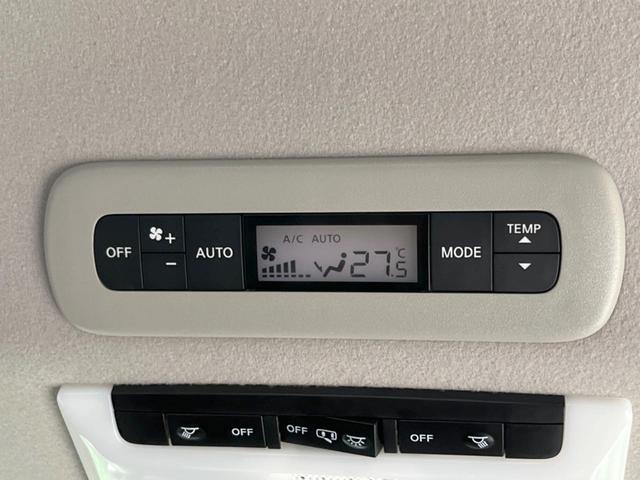 OFF
+
−
AUTO
A/C AUTO
27.5
°C
MODE
TEMP
OFF
OFF
OFF